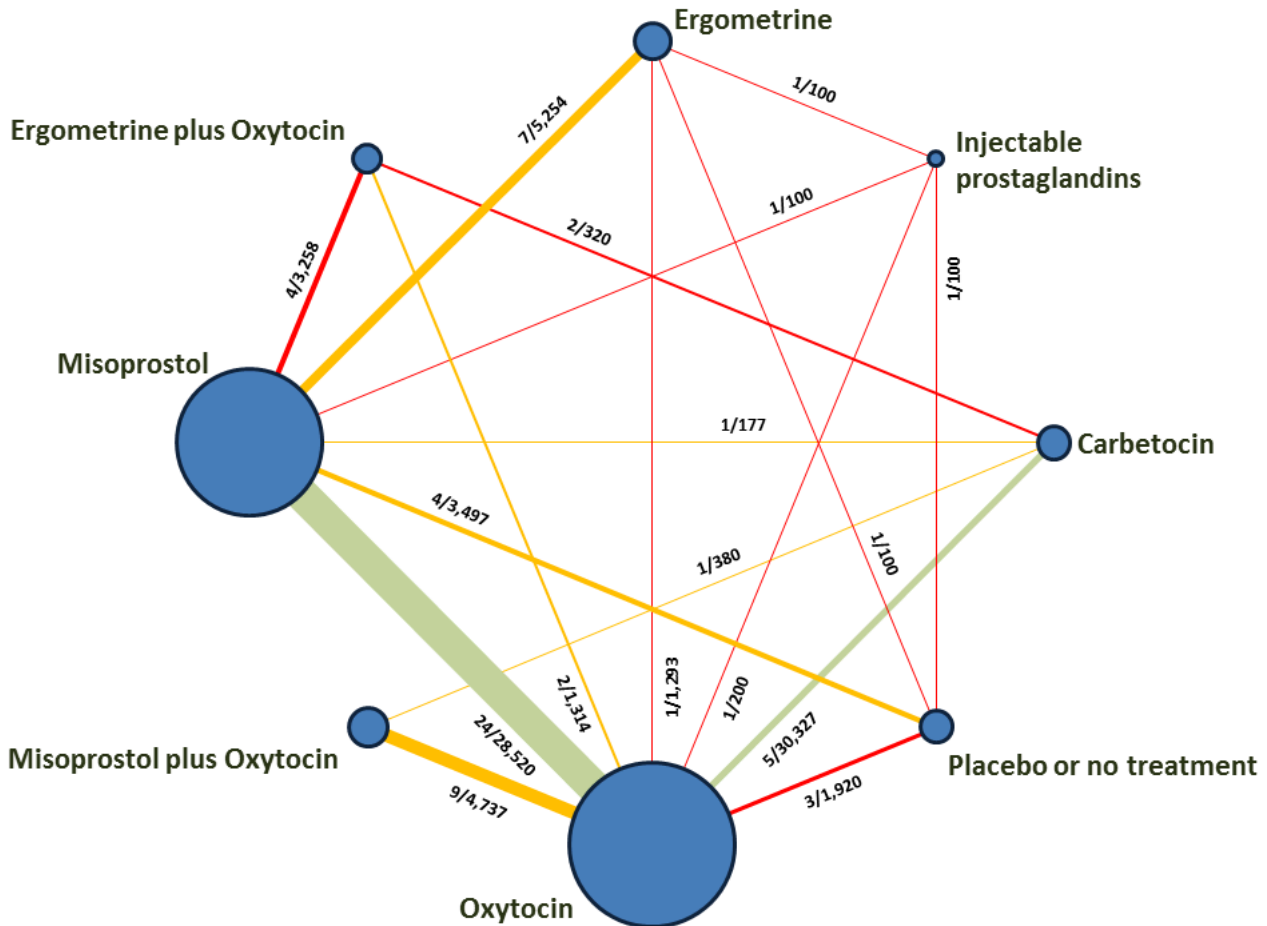 Ergometrine
1/100
7/5,254
Ergometrine plus Oxytocin
Injectable
prostaglandins
1/100
2/320
4/3,258
1/100
Misoprostol
1/177
Carbetocin
4/3,497
1/100
1/380
2/1,314
1/1,293
1/200
24/28,520
5/30,327
Misoprostol plus Oxytocin
Placebo or no treatment
9/4,737
3/1,920
Oxytocin